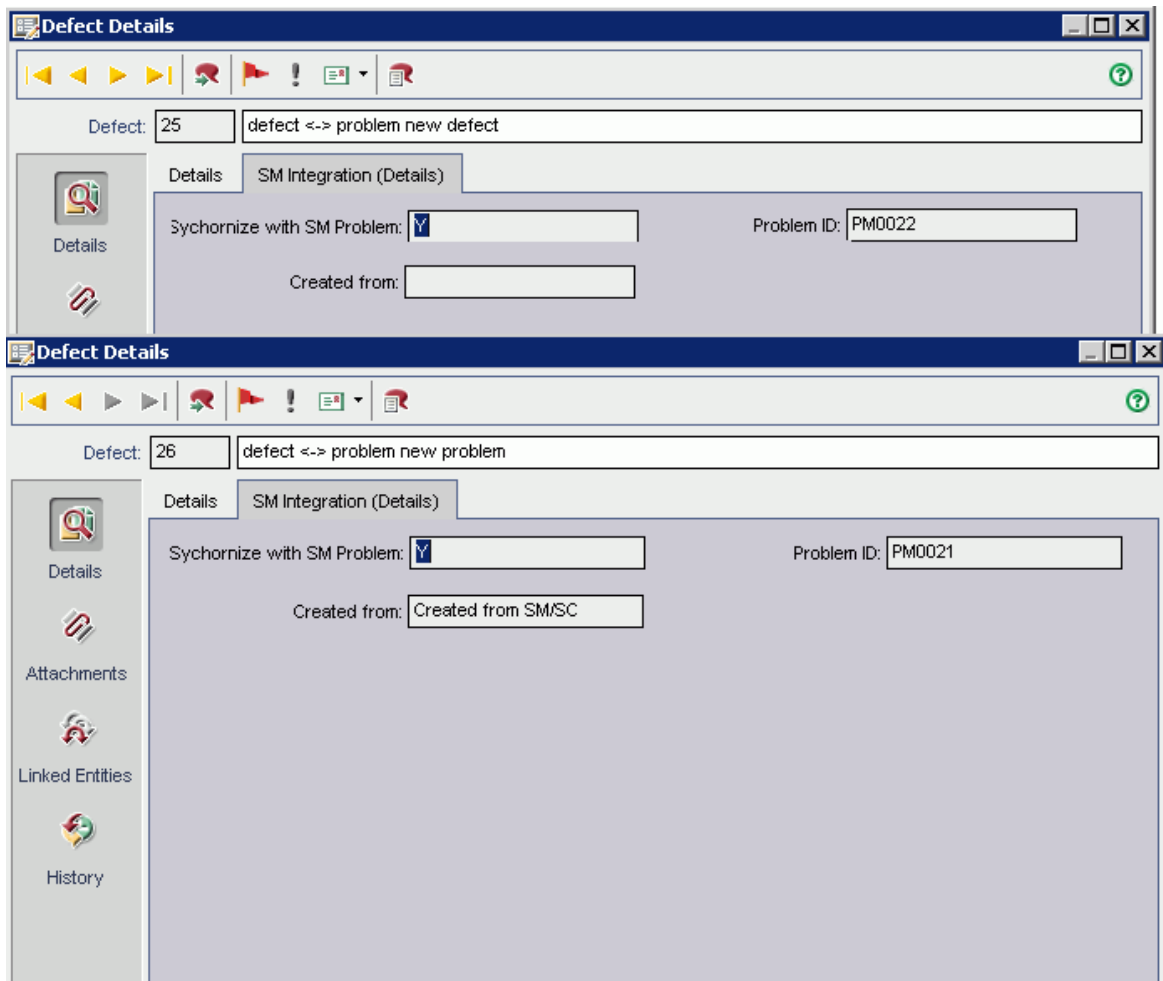 Defect Details
Defect: 25 defect <-> problem new defect
Details SM Integration (Details)
Sychornize with SM Problem: Y Problem ID: PM0022
Details
Created from:
Defect Details
Defect: 26 defect <-> problem new problem
Details SM Integration (Details)
Sychornize with SM Problem: Y Problem ID: PM0021
Details
Created from: Created from SM/SC
Attachments
Linked Entities
History